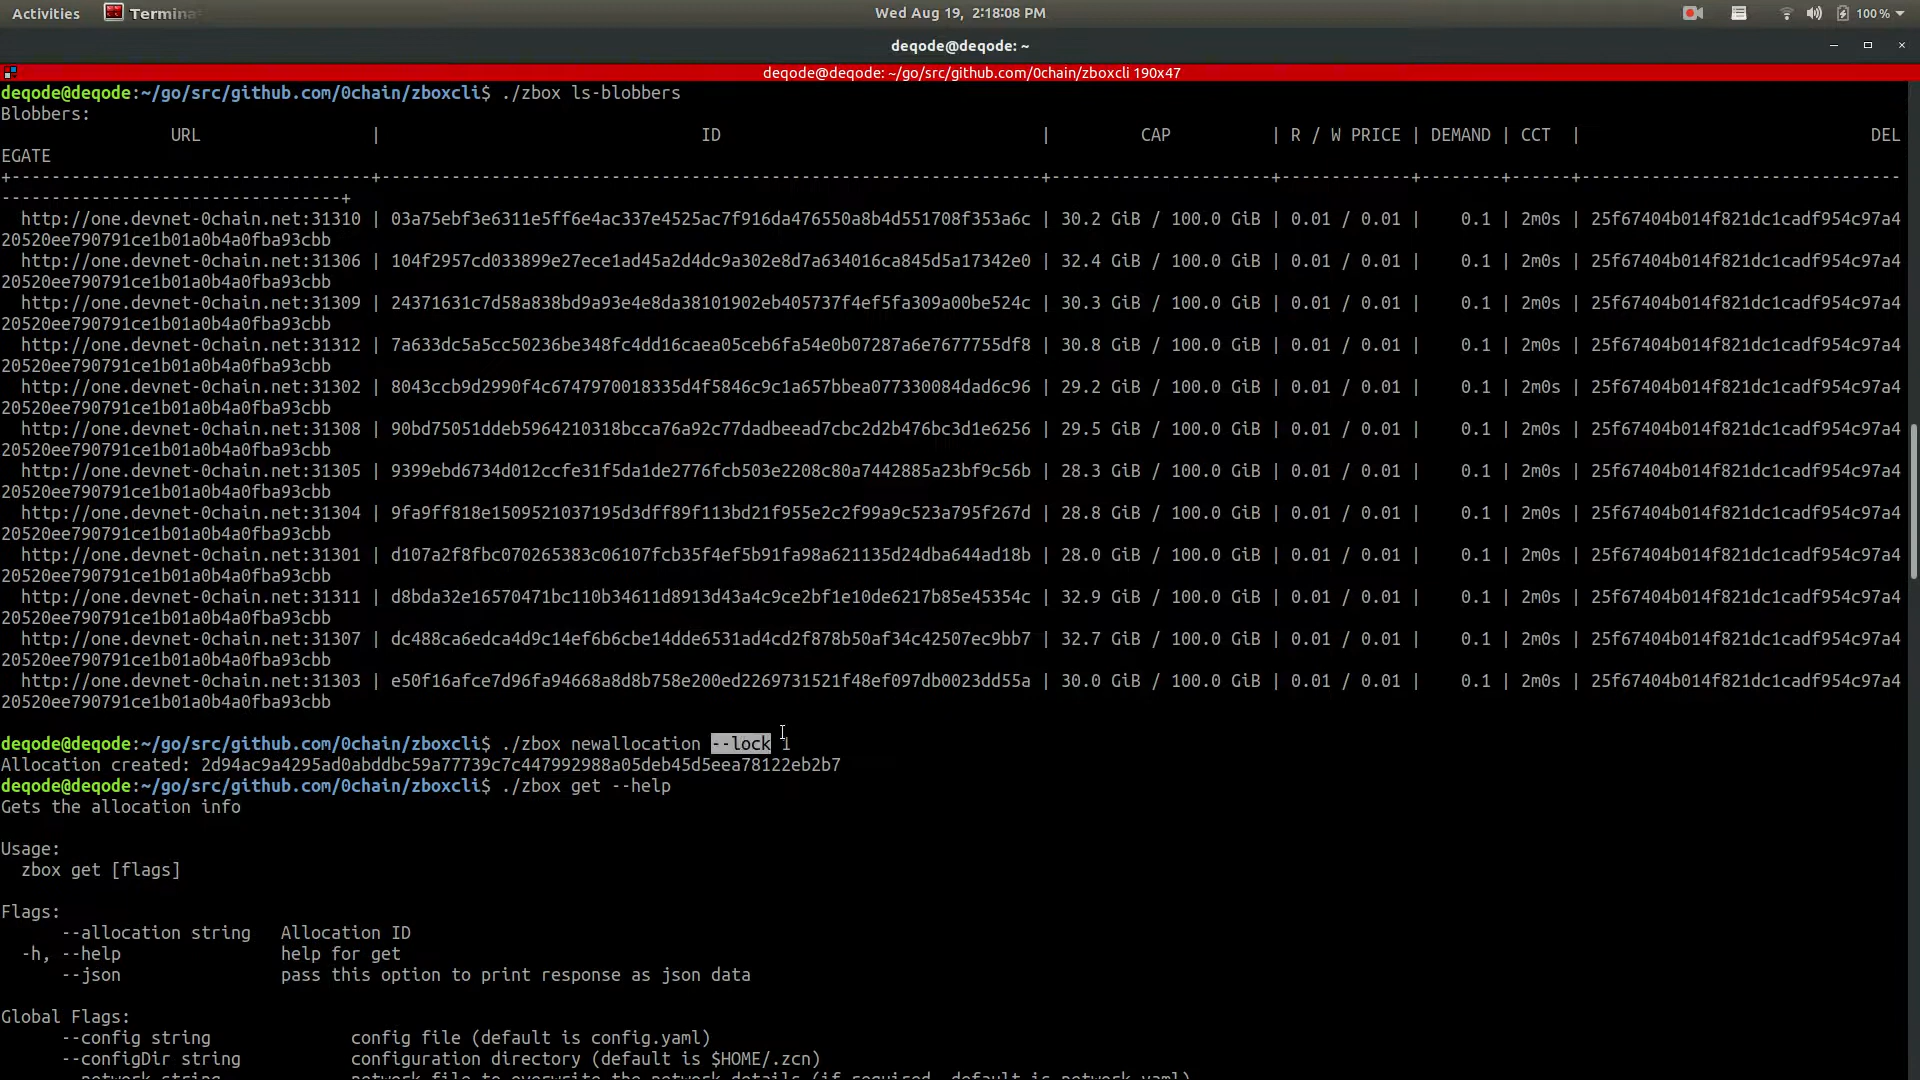 Activities
Termina
Wed Aug 19, 2:18:08 PM
100 %
deqode@deqode: ~
deqode@deqode: ~/go/src/github.com/0chain/zboxcli 190x47
deqode@deqode:~/go/src/github.com/0chain/zboxcli$ ./zbox ls-blobbers
Blobbers:
URL | ID | CAP | R / W PRICE | DEMAND | CCT | DEL
EGATE
+-----------------------------------+------------------------------------------------------------------+-----------------------+-------------+--------+------+--------------------------------
----------------------------------+
http://one.devnet-0chain.net:31310 | 03a75ebf3e6311e5ff6e4ac337e4525ac7f916da476550a8b4d551708f353a6c | 30.2 GiB / 100.0 GiB | 0.01 / 0.01 | 0.1 | 2m0s | 25f67404b014f821dc1cadf954c97a4
20520ee790791ce1b01a0b4a0fba93cbb
http://one.devnet-0chain.net:31306 | 104f2957cd033899e27ece1ad45a2d4dc9a302e8d7a634016ca845d5a17342e0 | 32.4 GiB / 100.0 GiB | 0.01 / 0.01 | 0.1 | 2m0s | 25f67404b014f821dc1cadf954c97a4
20520ee790791ce1b01a0b4a0fba93cbb
http://one.devnet-0chain.net:31309 | 24371631c7d58a838bd9a93e4e8da38101902eb405737f4ef5fa309a00be524c | 30.3 GiB / 100.0 GiB | 0.01 / 0.01 | 0.1 | 2m0s | 25f67404b014f821dc1cadf954c97a4
20520ee790791ce1b01a0b4a0fba93cbb
http://one.devnet-0chain.net:31312 | 7a633dc5a5cc50236be348fc4dd16caea05ceb6fa54e0b07287a6e7677755df8 | 30.8 GiB / 100.0 GiB | 0.01 / 0.01 | 0.1 | 2m0s | 25f67404b014f821dc1cadf954c97a4
20520ee790791ce1b01a0b4a0fba93cbb
http://one.devnet-0chain.net:31302 | 8043ccb9d2990f4c6747970018335d4f5846c9c1a657bbea077330084dad6c96 | 29.2 GiB / 100.0 GiB | 0.01 / 0.01 | 0.1 | 2m0s | 25f67404b014f821dc1cadf954c97a4
20520ee790791ce1b01a0b4a0fba93cbb
http://one.devnet-0chain.net:31308 | 90bd75051ddeb5964210318bcca76a92c77dadbeead7cbc2d2b476bc3d1e6256 | 29.5 GiB / 100.0 GiB | 0.01 / 0.01 | 0.1 | 2m0s | 25f67404b014f821dc1cadf954c97a4
20520ee790791ce1b01a0b4a0fba93cbb
http://one.devnet-0chain.net:31305 | 9399ebd6734d012ccfe31f5da1de2776fcb503e2208c80a7442885a23bf9c56b | 28.3 GiB / 100.0 GiB | 0.01 / 0.01 | 0.1 | 2m0s | 25f67404b014f821dc1cadf954c97a4
20520ee790791ce1b01a0b4a0fba93cbb
http://one.devnet-0chain.net:31304 | 9fa9ff818e1509521037195d3dff89f113bd21f955e2c2f99a9c523a795f267d | 28.8 GiB / 100.0 GiB | 0.01 / 0.01 | 0.1 | 2m0s | 25f67404b014f821dc1cadf954c97a4
20520ee790791ce1b01a0b4a0fba93cbb
http://one.devnet-0chain.net:31301 | d107a2f8fbc070265383c06107fcb35f4ef5b91fa98a621135d24dba644ad18b | 28.0 GiB / 100.0 GiB | 0.01 / 0.01 | 0.1 | 2m0s | 25f67404b014f821dc1cadf954c97a4
20520ee790791ce1b01a0b4a0fba93cbb
http://one.devnet-0chain.net:31311 | d8bda32e16570471bc110b34611d8913d43a4c9ce2bf1e10de6217b85e45354c | 32.9 GiB / 100.0 GiB | 0.01 / 0.01 | 0.1 | 2m0s | 25f67404b014f821dc1cadf954c97a4
20520ee790791ce1b01a0b4a0fba93cbb
http://one.devnet-0chain.net:31307 | dc488ca6edca4d9c14ef6b6cbe14dde6531ad4cd2f878b50af34c42507ec9bb7 | 32.7 GiB / 100.0 GiB | 0.01 / 0.01 | 0.1 | 2m0s | 25f67404b014f821dc1cadf954c97a4
20520ee790791ce1b01a0b4a0fba93cbb
http://one.devnet-0chain.net:31303 | e50f16afce7d96fa94668a8d8b758e200ed2269731521f48ef097db0023dd55a | 30.0 GiB / 100.0 GiB | 0.01 / 0.01 | 0.1 | 2m0s | 25f67404b014f821dc1cadf954c97a4
20520ee790791ce1b01a0b4a0fba93cbb
deqode@deqode:~/go/src/github.com/0chain/zboxcli$ ./zbox newallocation --lock 1
Allocation created: 2d94ac9a4295ad0abddbc59a77739c7c447992988a05deb45d5eea78122eb2b7
deqode@deqode:~/go/src/github.com/0chain/zboxcli$ ./zbox get --help
Gets the allocation info
Usage:
zbox get [flags]
Flags:
--allocation string Allocation ID
-h, --help help for get
--json pass this option to print response as json data
Global Flags:
--config string config file (default is config.yaml)
--configDir string configuration directory (default is $HOME/.zcn)
--network string network file to overwrite the network details (if required, default is network.yaml)